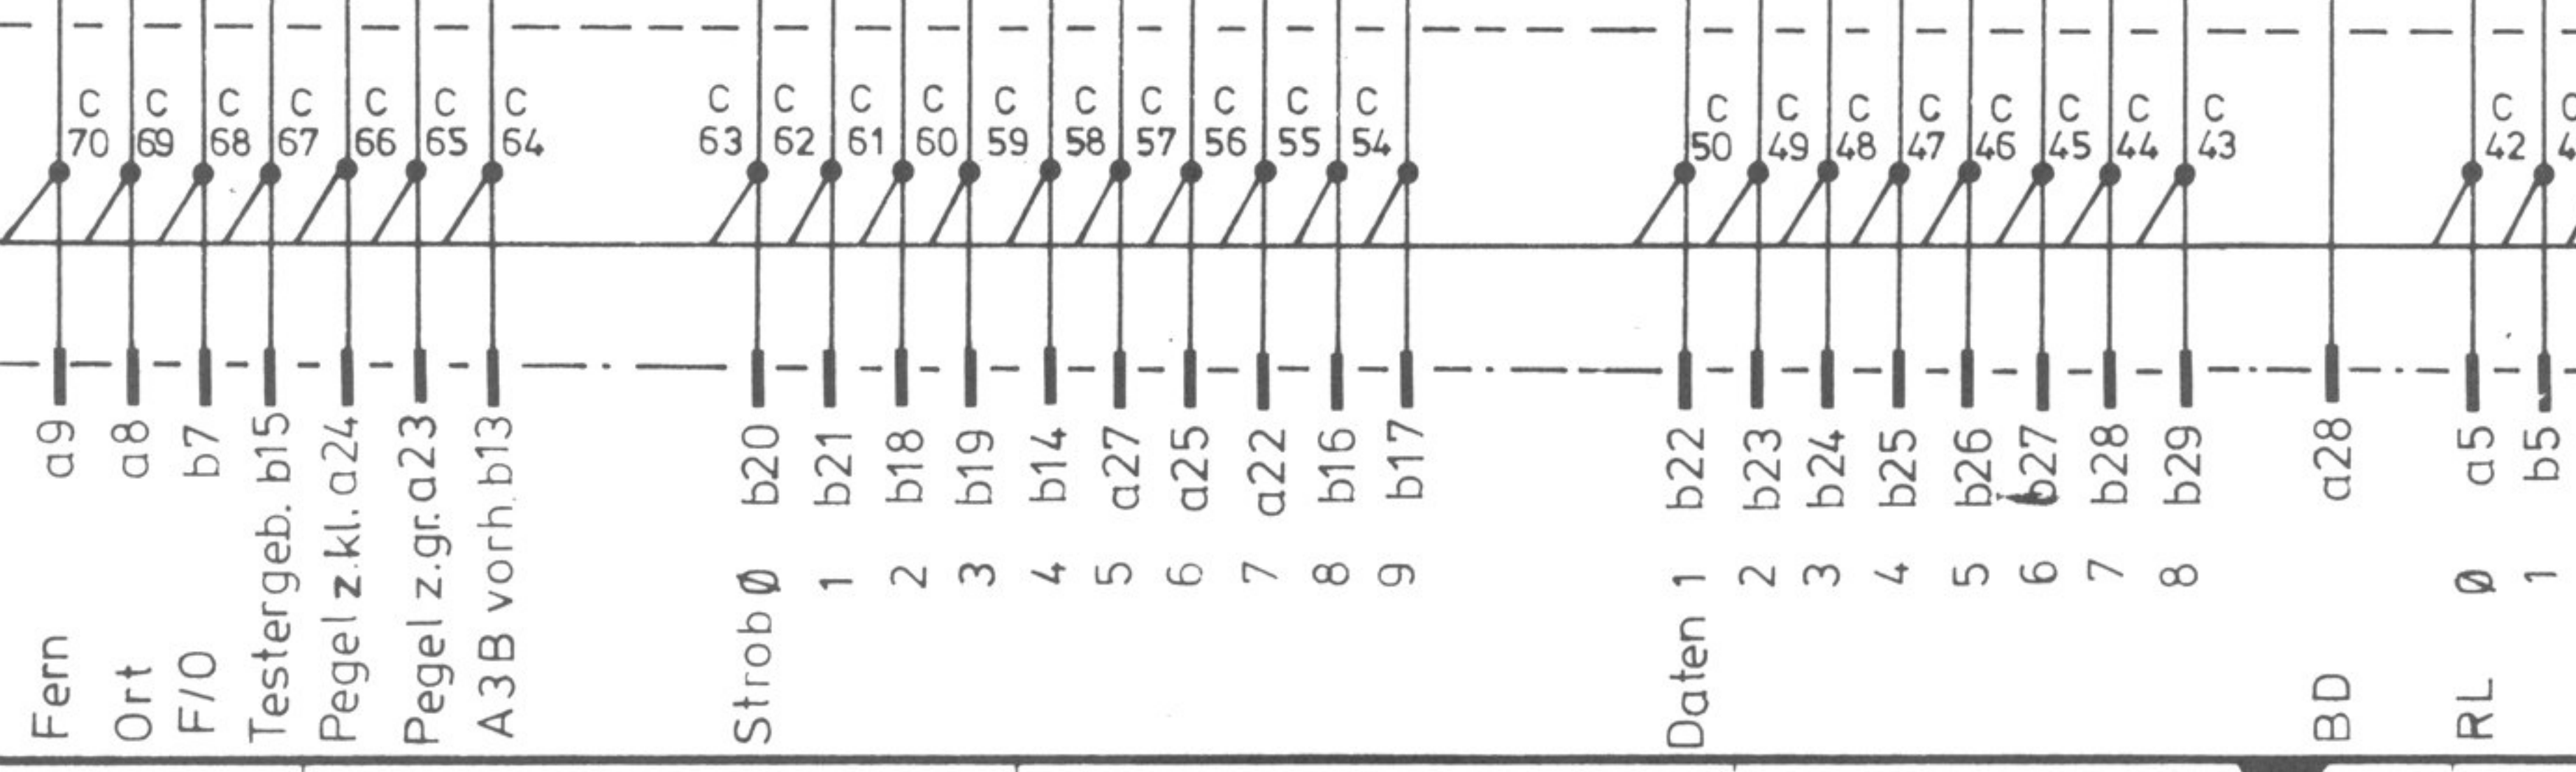 C C C C C C C C C C C C C C C C C C C C C C C C C C
70 69 68 67 66 65 64 63 62 61 60 59 58 57 56 55 54 50 49 48 47 46 45 44 43 42
Fern a9
Ort a8
F/O b7
Testergeb. b15
Pegel z.kl. a24
Pegel z.gr. a23
A3B vorh. b13
Strob Ø b20
1 b21
2 b18
3 b19
4 b14
5 a27
6 a25
7 a22
8 b16
9 b17
Daten 1 b22
2 b23
3 b24
4 b25
5 b26
6 b27
7 b28
8 b29
BD a28
RL Ø a5
1 b5